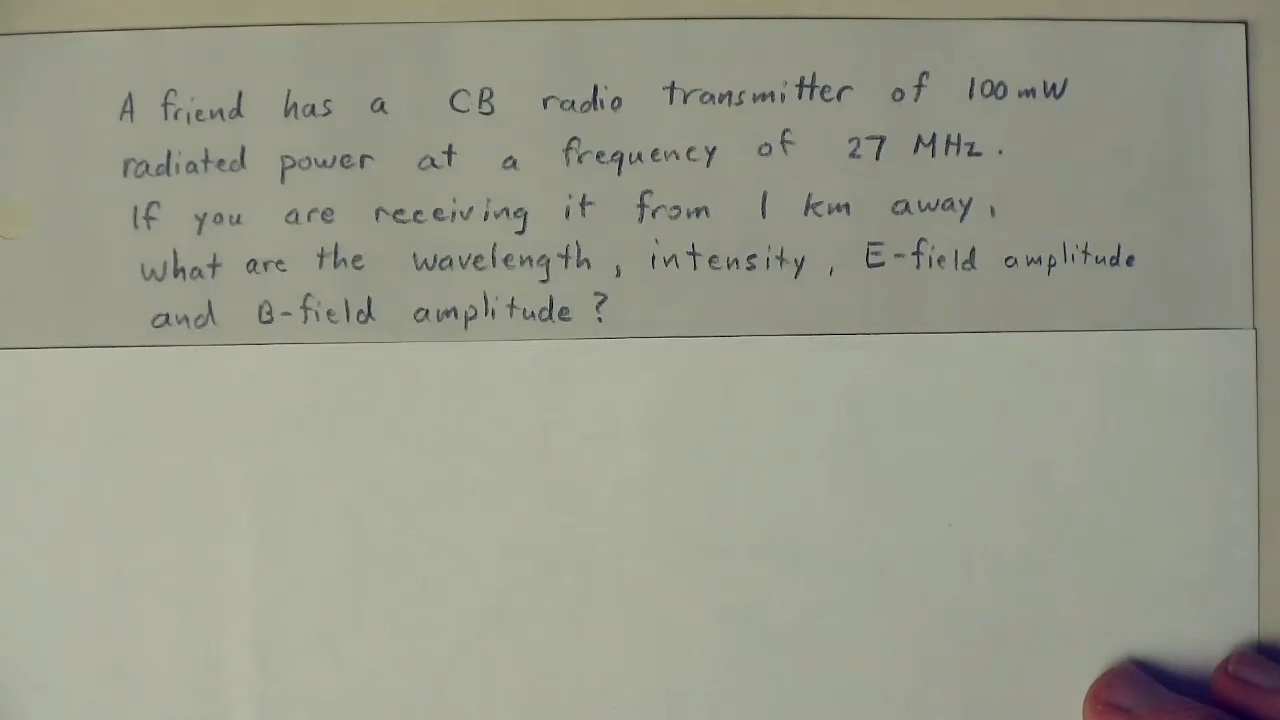 A friend has a CB radio transmitter of 100 mW
radiated power at a frequency of 27 MHz.
If you are receiving it from 1 km away,
what are the wavelength, intensity, E-field amplitude
and B-field amplitude?